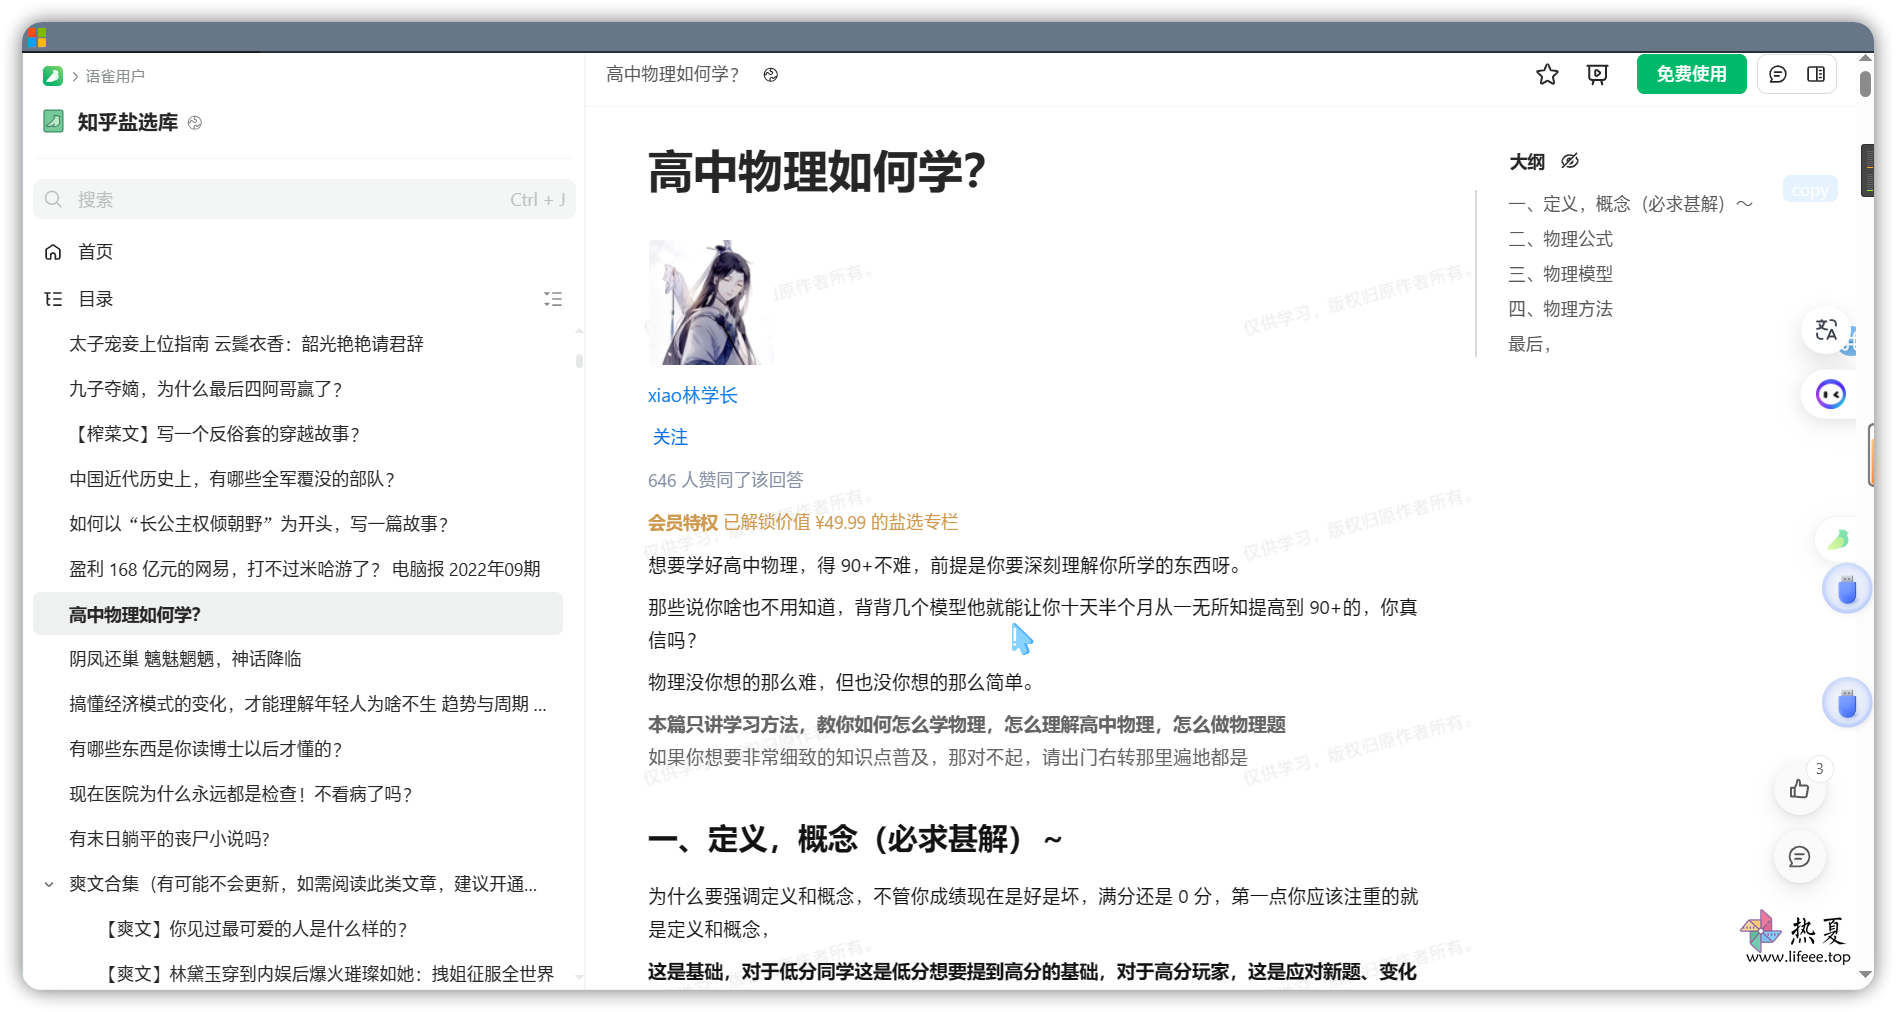 语雀用户
知乎盐选库
搜索
Ctrl + J
首页
目录
太子宠妾上位指南 云鬓衣香：韶光艳艳请君辞
九子夺嫡，为什么最后四阿哥赢了？
【榨菜文】写一个反俗套的穿越故事？
中国近代历史上，有哪些全军覆没的部队？
如何以“长公主权倾朝野”为开头，写一篇故事？
盈利 168 亿元的网易，打不过米哈游了？ 电脑报 2022年09期
高中物理如何学？
阴凤还巢 魑魅魍魉，神话降临
搞懂经济模式的变化，才能理解年轻人为啥不生 趋势与周期 ...
有哪些东西是你读博士以后才懂的？
现在医院为什么永远都是检查！不看病了吗？
有末日躺平的丧尸小说吗?
爽文合集（有可能不会更新，如需阅读此类文章，建议开通...
【爽文】你见过最可爱的人是什么样的？
【爽文】林黛玉穿到内娱后爆火璀璨如她：拽姐征服全世界
高中物理如何学？
免费使用
高中物理如何学？
xiao林学长
关注
646 人赞同了该回答
会员特权 已解锁价值 ¥49.99 的盐选专栏
想要学好高中物理，得 90+不难，前提是你要深刻理解你所学的东西呀。
那些说你啥也不用知道，背背几个模型他就能让你十天半个月从一无所知提高到 90+的，你真
信吗？
物理没你想的那么难，但也没你想的那么简单。
本篇只讲学习方法，教你如何怎么学物理，怎么理解高中物理，怎么做物理题
如果你想要非常细致的知识点普及，那对不起，请出门右转那里遍地都是
一、定义，概念（必求甚解）~
为什么要强调定义和概念，不管你成绩现在是好是坏，满分还是 0 分，第一点你应该注重的就
是定义和概念，
这是基础，对于低分同学这是低分想要提到高分的基础，对于高分玩家，这是应对新题、变化
大纲
一、定义，概念（必求甚解）～
二、物理公式
三、物理模型
四、物理方法
最后，
copy
3
仅供学习，版权归原作者所有。
热夏
www.lifeee.top